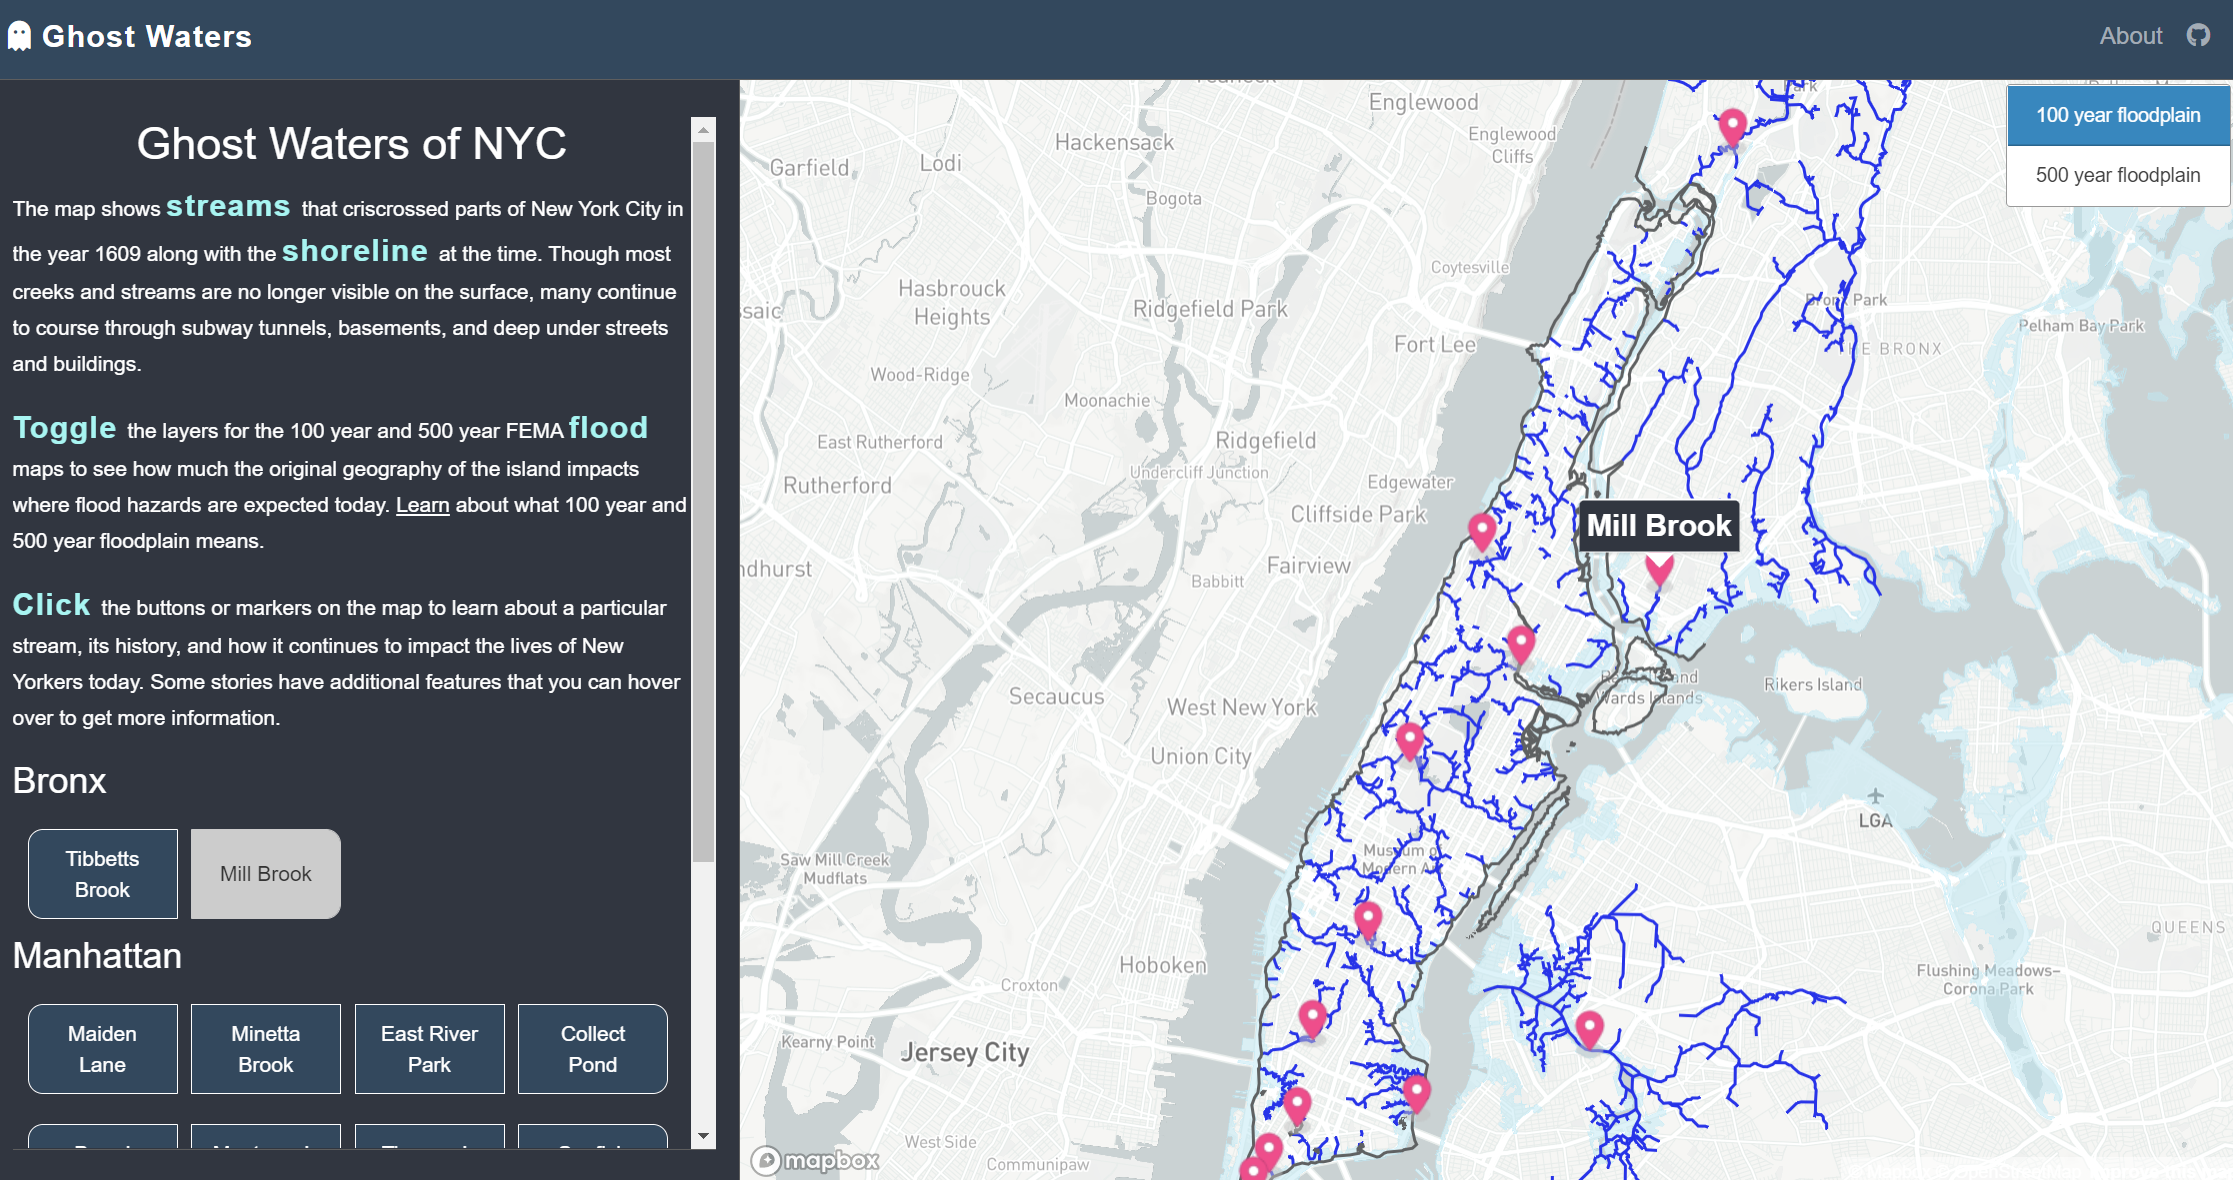 Ghost Waters
About
Ghost Waters of NYC
The map shows streams that criscrossed parts of New York City in
the year 1609 along with the shoreline at the time. Though most
creeks and streams are no longer visible on the surface, many continue
to course through subway tunnels, basements, and deep under streets
and buildings.
Toggle the layers for the 100 year and 500 year FEMA flood
maps to see how much the original geography of the island impacts
where flood hazards are expected today. Learn about what 100 year and
500 year floodplain means.
Click the buttons or markers on the map to learn about a particular
stream, its history, and how it continues to impact the lives of New
Yorkers today. Some stories have additional features that you can hover
over to get more information.
Bronx
Tibbetts
Brook
Mill Brook
Manhattan
Maiden
Lane
Minetta
Brook
East River
Park
Collect
Pond
100 year floodplain
500 year floodplain
Park
Englewood
Englewood
Cliffs
Hackensack
Garfield
Lodi
Bogota
Coytesville
Hasbrouck
Heights
Ridgefield Park
Fort Lee
Bronx Park
Pelham Bay Park
THE BRONX
Wood-Ridge
Moonachie
East Rutherford
Ridgefield
Undercliff Junction
Rutherford
Edgewater
Cliffside Park
Mill Brook
Fairview
Babbitt
ndhurst
Wards Islands
Rikers Island
Secaucus
West New York
Union City
LGA
Saw Mill Creek
Mudflats
Museum of
Modern Art
QUEENS
Hoboken
Croxton
Flushing Meadows–
Corona Park
Kearny Point
Jersey City
West Side
Communipaw
mapbox